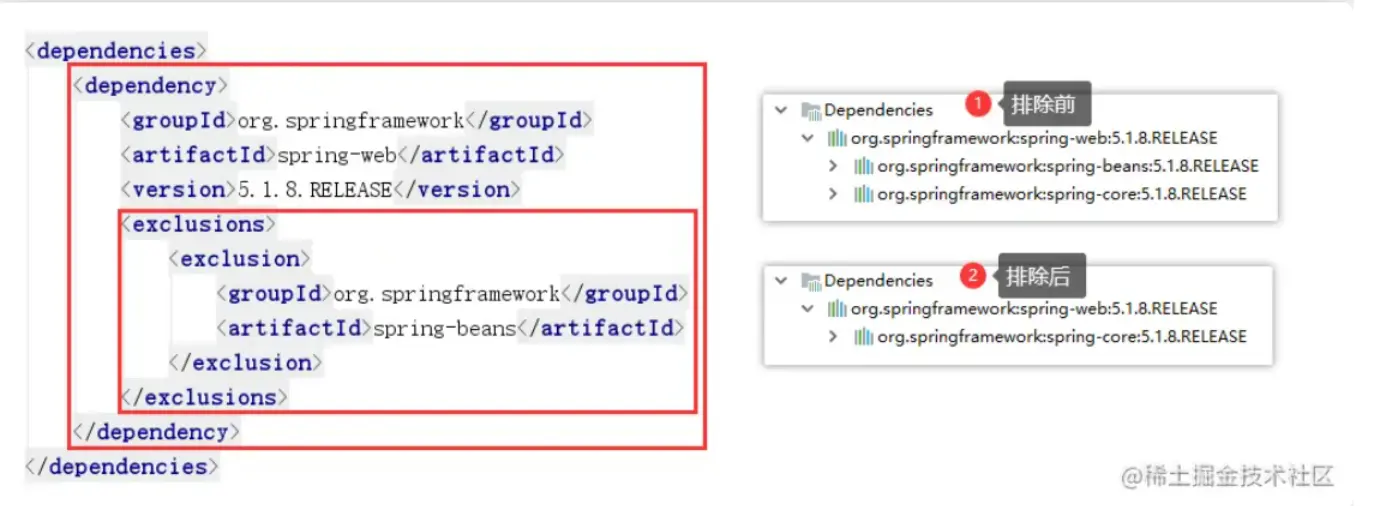 <dependencies>
<dependency>
<groupId>org.springframework</groupId>
<artifactId>spring-web</artifactId>
<version>5.1.8.RELEASE</version>
<exclusions>
<exclusion>
<groupId>org.springframework</groupId>
<artifactId>spring-beans</artifactId>
</exclusion>
</exclusions>
</dependency>
</dependencies>
Dependencies 1 排除前
org.springframework:spring-web:5.1.8.RELEASE
org.springframework:spring-beans:5.1.8.RELEASE
org.springframework:spring-core:5.1.8.RELEASE
Dependencies 2 排除后
org.springframework:spring-web:5.1.8.RELEASE
org.springframework:spring-core:5.1.8.RELEASE
@稀土掘金技术社区